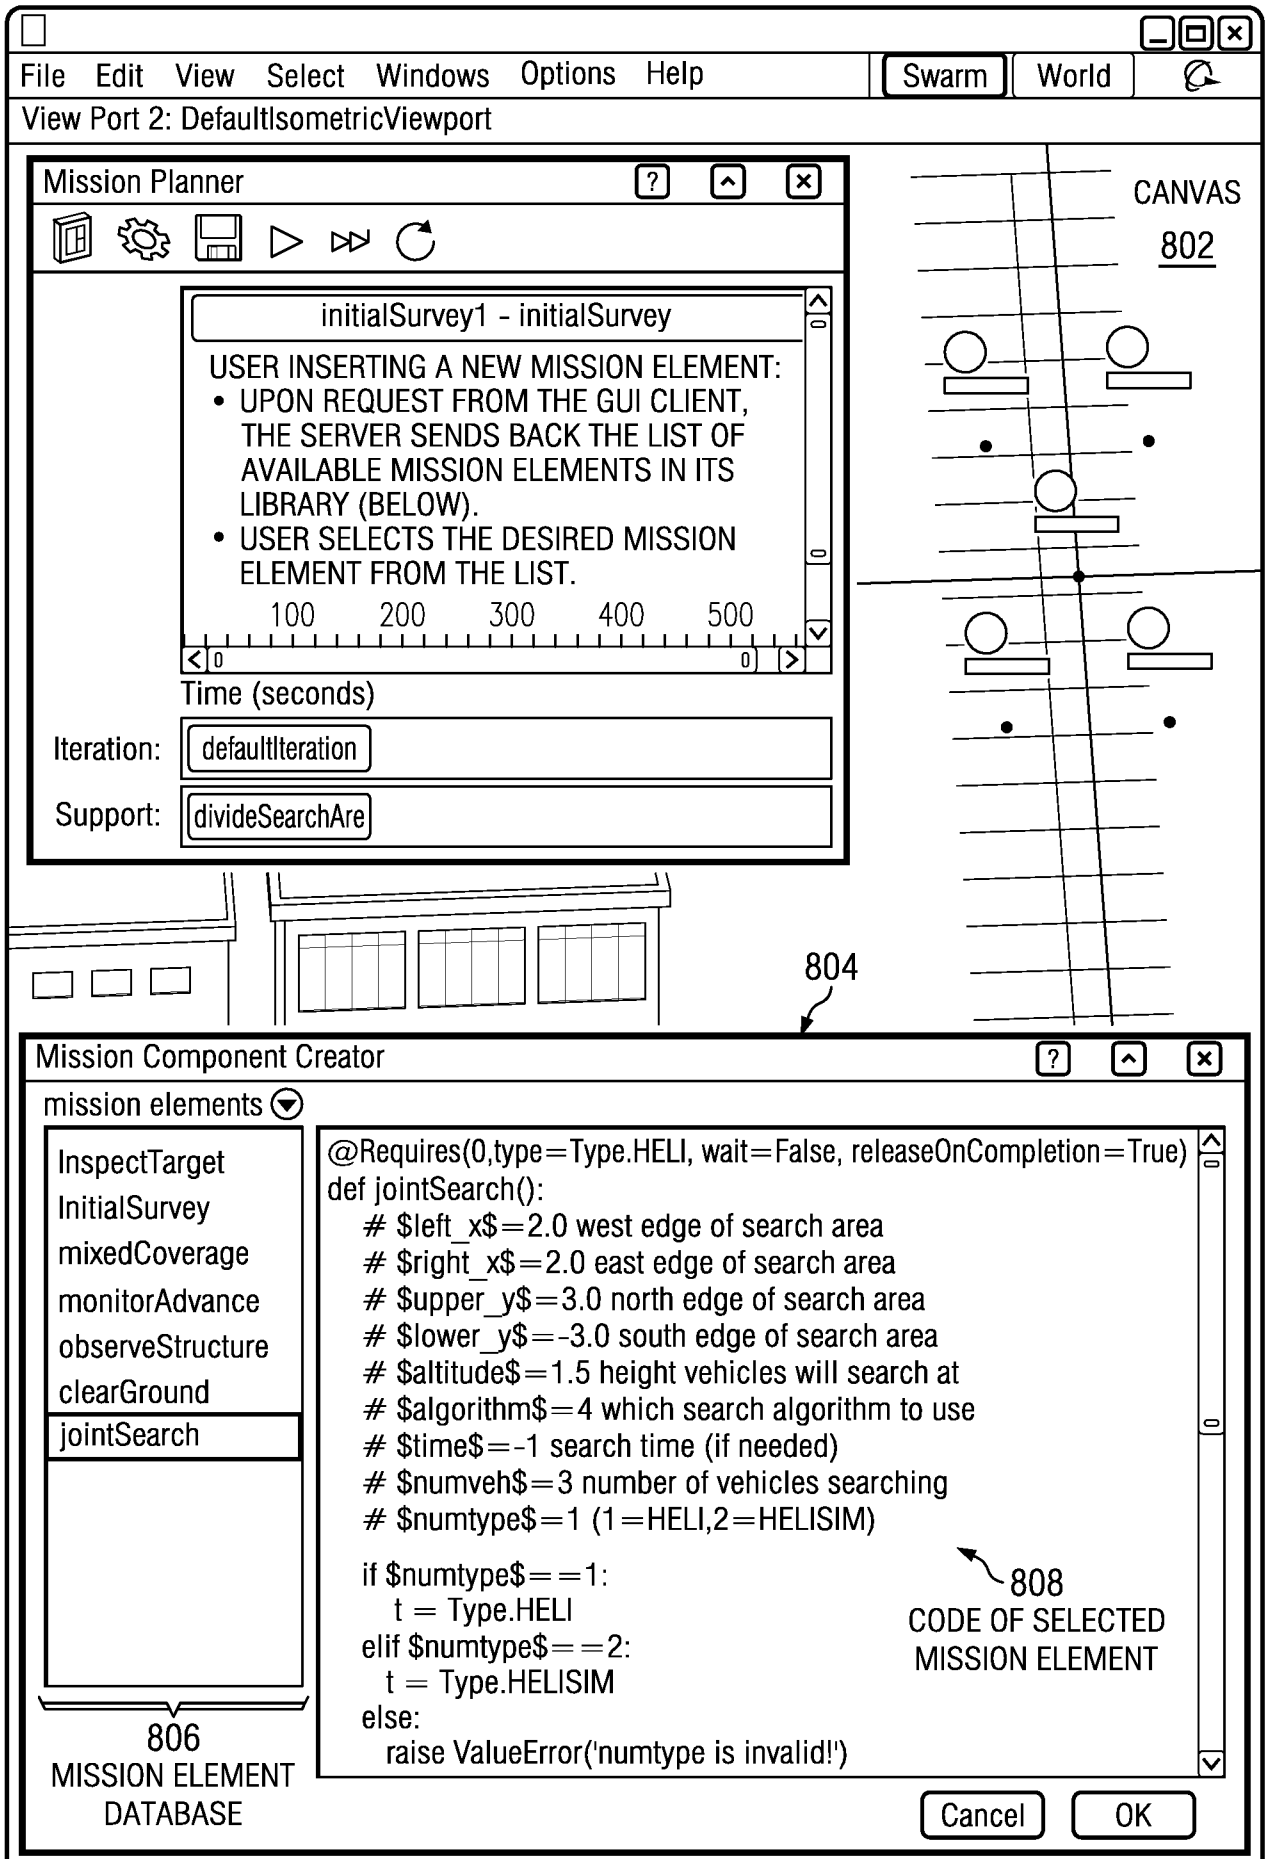 File Edit View Select Windows Options Help Swarm World
View Port 2: DefaultIsometricViewport
Mission Planner ?
CANVAS
802
initialSurvey1 - initialSurvey
USER INSERTING A NEW MISSION ELEMENT:
• UPON REQUEST FROM THE GUI CLIENT,
THE SERVER SENDS BACK THE LIST OF
AVAILABLE MISSION ELEMENTS IN ITS
LIBRARY (BELOW).
• USER SELECTS THE DESIRED MISSION
ELEMENT FROM THE LIST.
100 200 300 400 500
Time (seconds)
Iteration: defaultIteration
Support: divideSearchAre
804
Mission Component Creator ?
mission elements
InspectTarget
InitialSurvey
mixedCoverage
monitorAdvance
observeStructure
clearGround
jointSearch
@Requires(0,type=Type.HELI, wait=False, releaseOnCompletion=True)
def jointSearch():
# $left_x$=2.0 west edge of search area
# $right_x$=2.0 east edge of search area
# $upper_y$=3.0 north edge of search area
# $lower_y$=-3.0 south edge of search area
# $altitude$=1.5 height vehicles will search at
# $algorithm$=4 which search algorithm to use
# $time$=-1 search time (if needed)
# $numveh$=3 number of vehicles searching
# $numtype$=1 (1=HELI,2=HELISIM)
if $numtype$==1:
t = Type.HELI
elif $numtype$==2:
t = Type.HELISIM
else:
raise ValueError('numtype is invalid!')
808
CODE OF SELECTED
MISSION ELEMENT
806
MISSION ELEMENT
DATABASE
Cancel OK